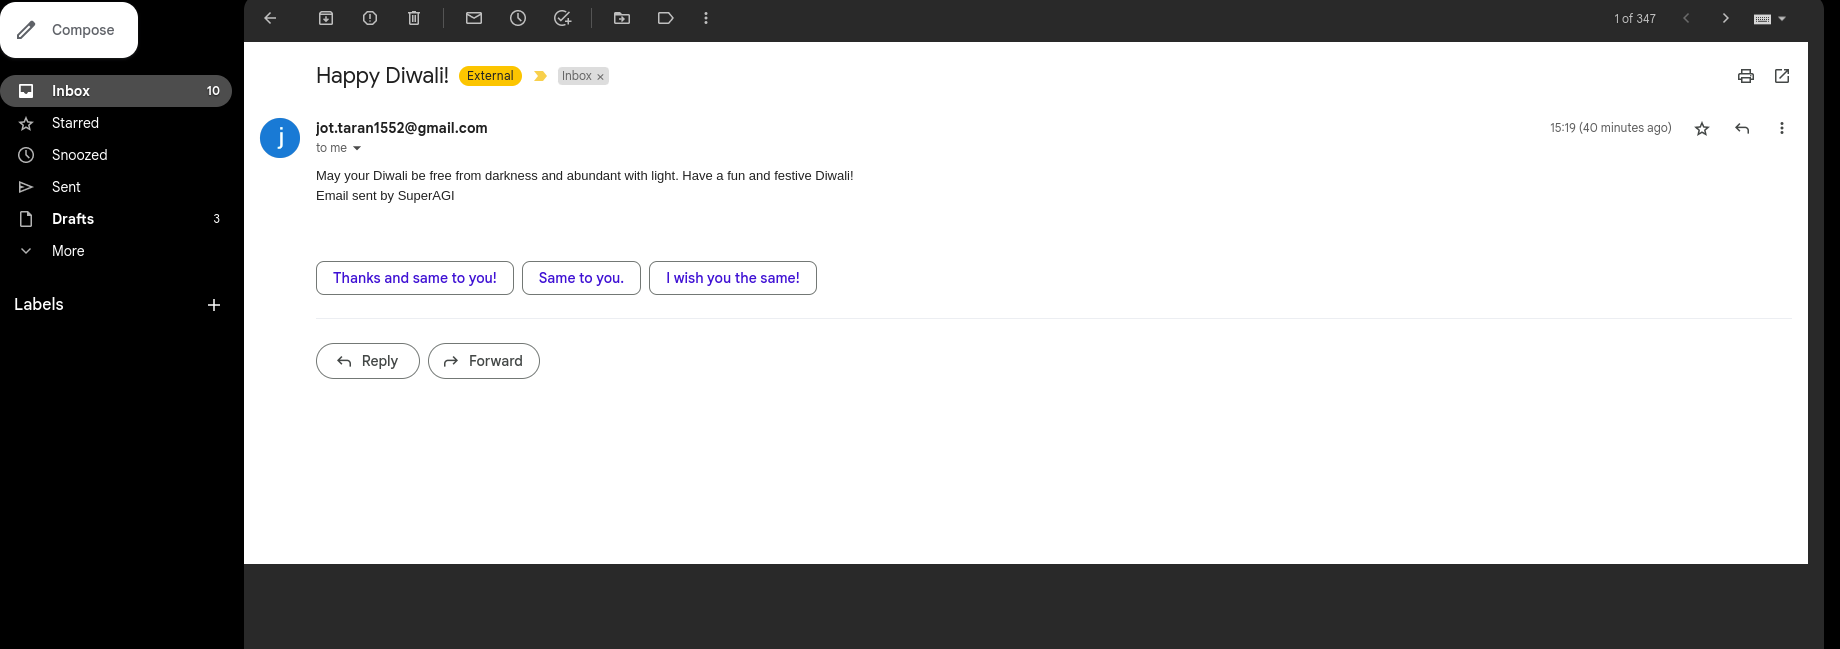 Compose
Inbox 10
Starred
Snoozed
Sent
Drafts 3
More
Labels
1 of 347
Happy Diwali! External Inbox ×
j
jot.taran1552@gmail.com 15:19 (40 minutes ago)
to me
May your Diwali be free from darkness and abundant with light. Have a fun and festive Diwali!
Email sent by SuperAGI
Thanks and same to you! Same to you. I wish you the same!
Reply Forward